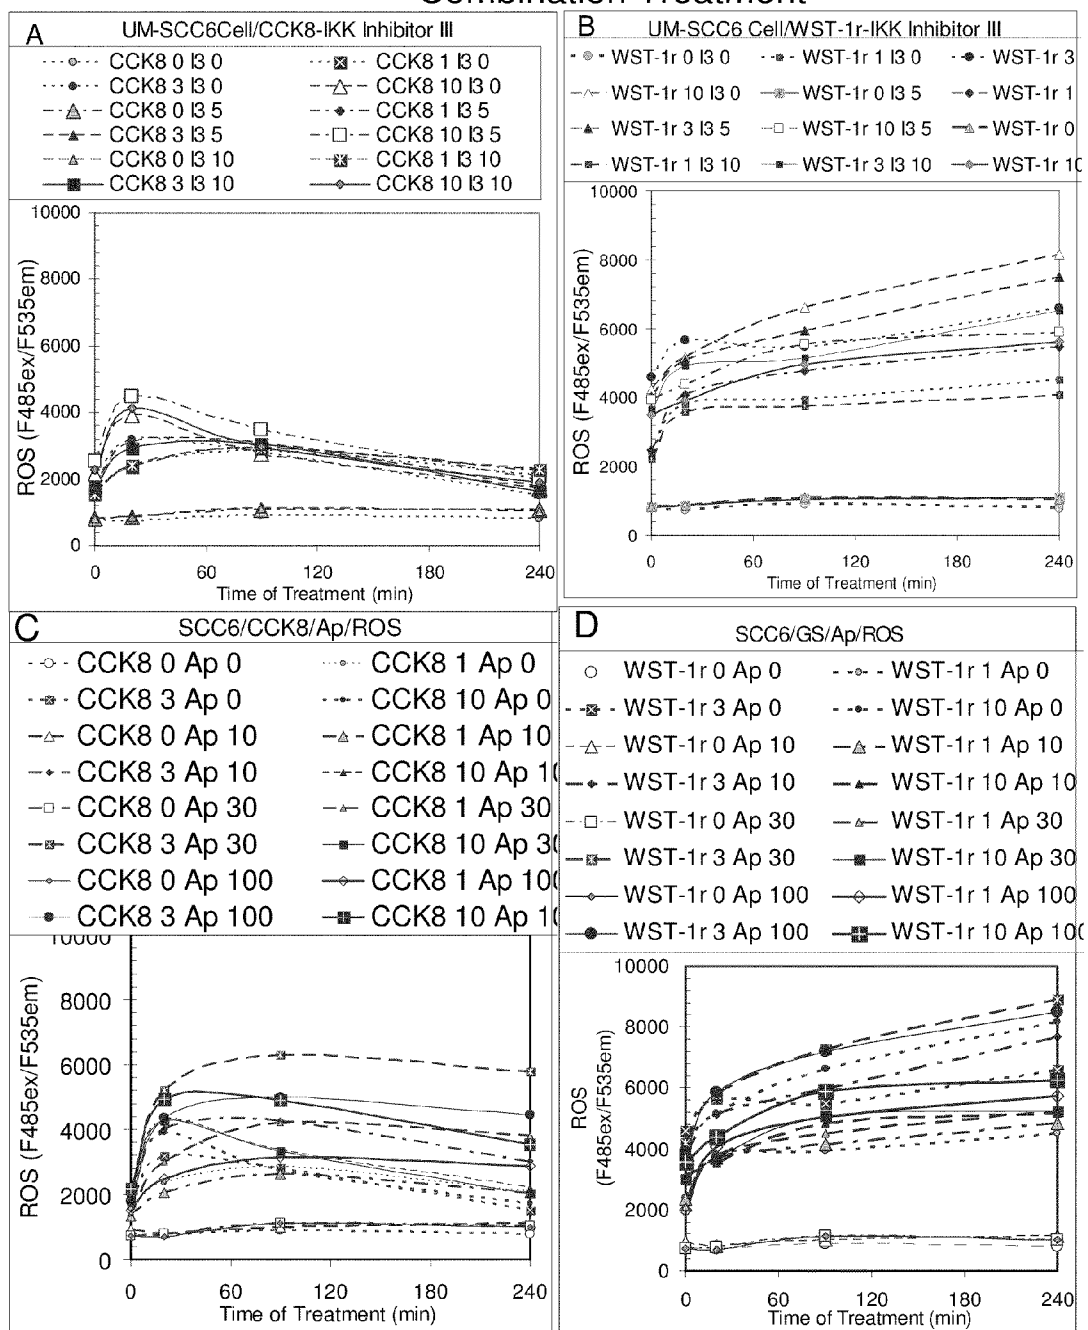 Combination Treatment
A
UM-SCC6Cell/CCK8-IKK Inhibitor III
CCK8 0 I3 0
CCK8 1 I3 0
CCK8 3 I3 0
CCK8 10 I3 0
CCK8 0 I3 5
CCK8 1 I3 5
CCK8 3 I3 5
CCK8 10 I3 5
CCK8 0 I3 10
CCK8 1 I3 10
CCK8 3 I3 10
CCK8 10 I3 10
ROS (F485ex/F535em)
10000
8000
6000
4000
2000
0
0 60 120 180 240
Time of Treatment (min)
B
UM-SCC6 Cell/WST-1r-IKK Inhibitor III
WST-1r 0 I3 0
WST-1r 1 I3 0
WST-1r 3
WST-1r 10 I3 0
WST-1r 0 I3 5
WST-1r 1
WST-1r 3 I3 5
WST-1r 10 I3 5
WST-1r 0
WST-1r 1 I3 10
WST-1r 3 I3 10
WST-1r 10
ROS (F485ex/F535em)
10000
8000
6000
4000
2000
0
0 60 120 180 240
Time of Treatment (min)
C
SCC6/CCK8/Ap/ROS
CCK8 0 Ap 0
CCK8 1 Ap 0
CCK8 3 Ap 0
CCK8 10 Ap 0
CCK8 0 Ap 10
CCK8 1 Ap 10
CCK8 3 Ap 10
CCK8 10 Ap 10
CCK8 0 Ap 30
CCK8 1 Ap 30
CCK8 3 Ap 30
CCK8 10 Ap 30
CCK8 0 Ap 100
CCK8 1 Ap 100
CCK8 3 Ap 100
CCK8 10 Ap 10
ROS (F485ex/F535em)
10000
8000
6000
4000
2000
0
0 60 120 180 240
Time of Treatment (min)
D
SCC6/GS/Ap/ROS
WST-1r 0 Ap 0
WST-1r 1 Ap 0
WST-1r 3 Ap 0
WST-1r 10 Ap 0
WST-1r 0 Ap 10
WST-1r 1 Ap 10
WST-1r 3 Ap 10
WST-1r 10 Ap 10
WST-1r 0 Ap 30
WST-1r 1 Ap 30
WST-1r 3 Ap 30
WST-1r 10 Ap 30
WST-1r 0 Ap 100
WST-1r 1 Ap 100
WST-1r 3 Ap 100
WST-1r 10 Ap 100
ROS
(F485ex/F535em)
10000
8000
6000
4000
2000
0
0 60 120 180 240
Time of Treatment (min)